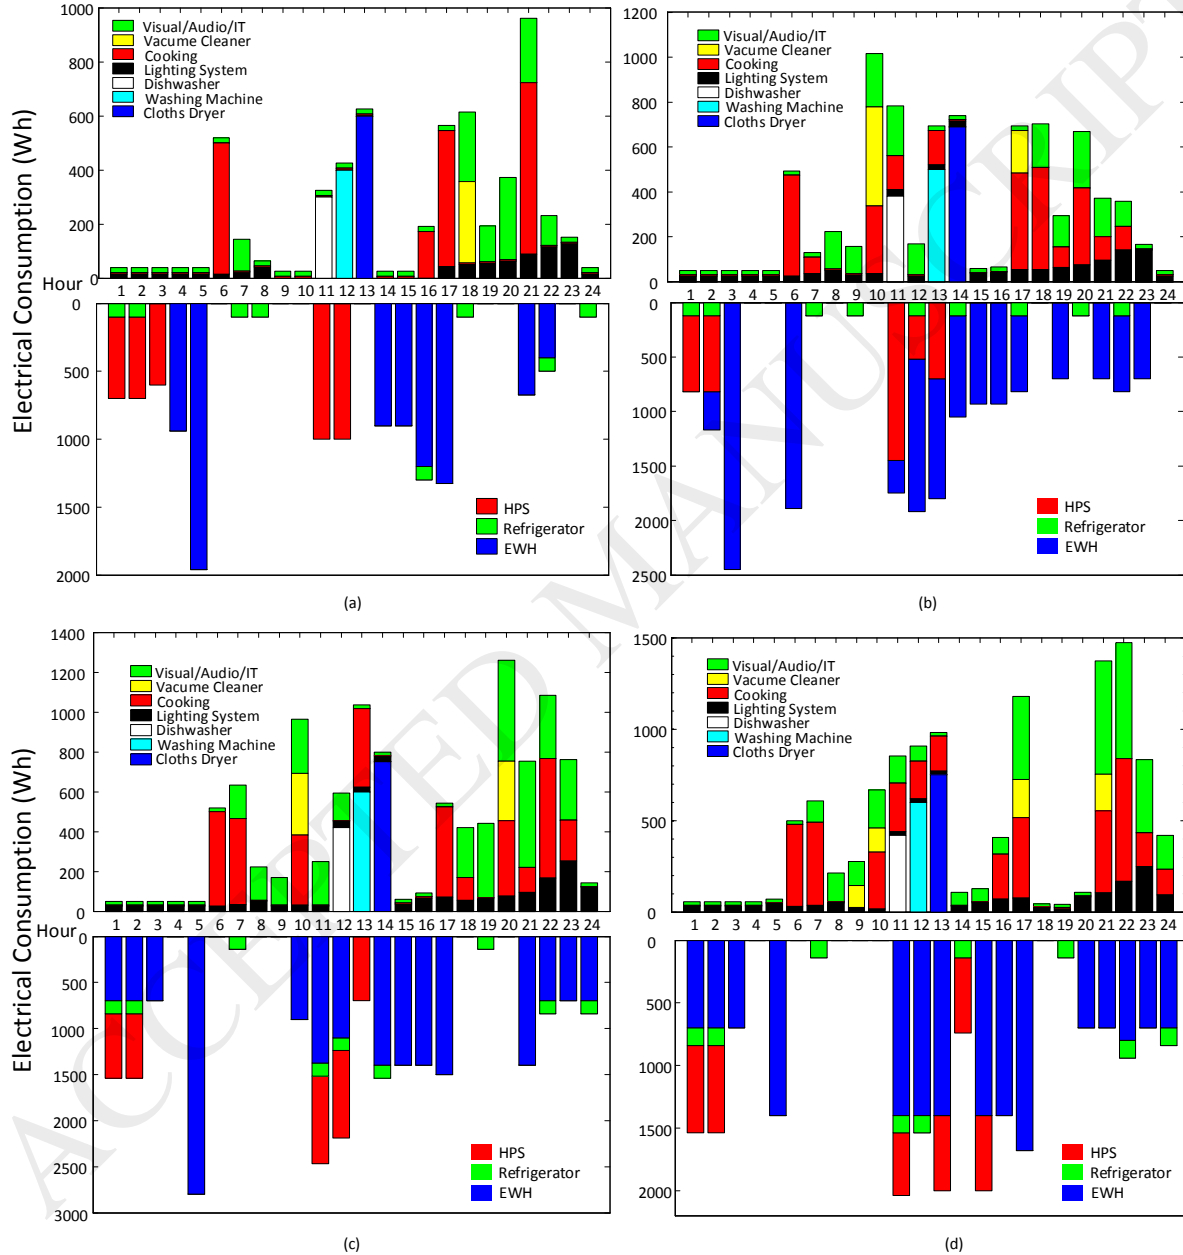 1000
800
600
400
200
0
Visual/Audio/IT
Vacume Cleaner
Cooking
Lighting System
Dishwasher
Washing Machine
Cloths Dryer
Electrical Consumption (Wh)
Hour
1 2 3 4 5 6 7 8 9 10 11 12 13 14 15 16 17 18 19 20 21 22 23 24
0
500
1000
1500
2000
HPS
Refrigerator
EWH
(a)
1200
1000
800
600
400
200
0
Visual/Audio/IT
Vacume Cleaner
Cooking
Lighting System
Dishwasher
Washing Machine
Cloths Dryer
1 2 3 4 5 6 7 8 9 10 11 12 13 14 15 16 17 18 19 20 21 22 23 24
0
500
1000
1500
2000
2500
HPS
Refrigerator
EWH
(b)
1400
1200
1000
800
600
400
200
0
Visual/Audio/IT
Vacume Cleaner
Cooking
Lighting System
Dishwasher
Washing Machine
Cloths Dryer
Electrical Consumption (Wh)
Hour
1 2 3 4 5 6 7 8 9 10 11 12 13 14 15 16 17 18 19 20 21 22 23 24
0
500
1000
1500
2000
2500
3000
HPS
Refrigerator
EWH
(c)
1500
1000
500
0
Visual/Audio/IT
Vacume Cleaner
Cooking
Lighting System
Dishwasher
Washing Machine
Cloths Dryer
1 2 3 4 5 6 7 8 9 10 11 12 13 14 15 16 17 18 19 20 21 22 23 24
0
500
1000
1500
2000
HPS
Refrigerator
EWH
(d)
ACCEPTED MANUSCRIPT